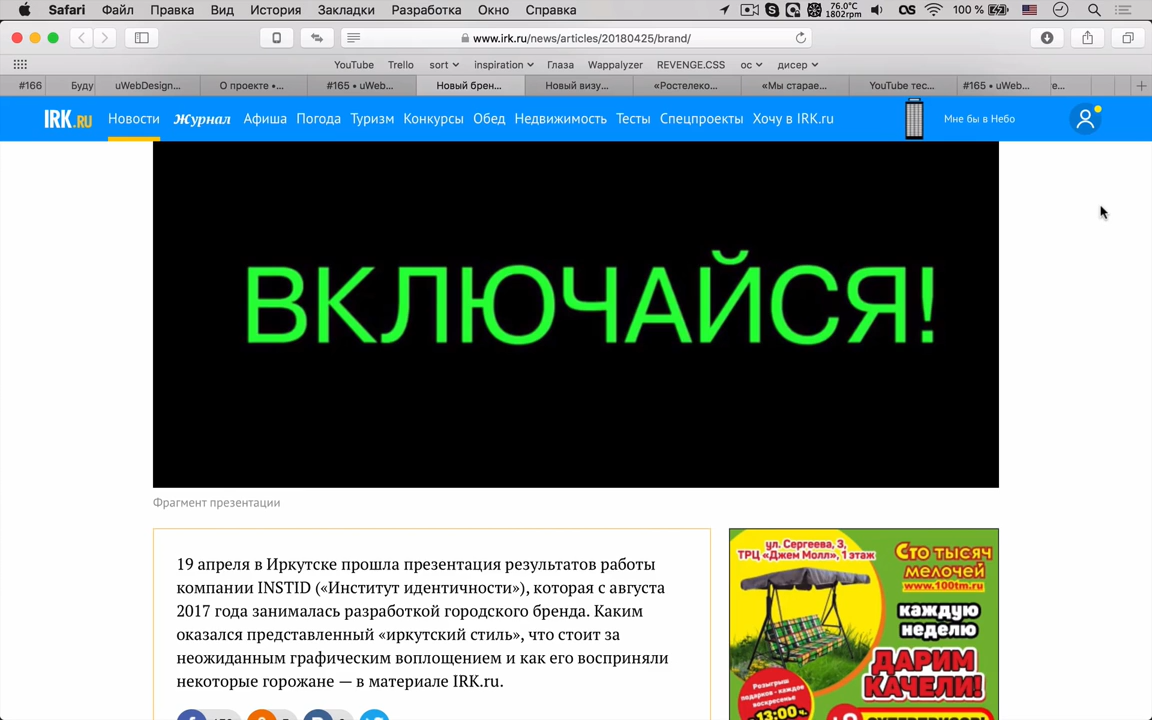 Safari Файл Правка Вид История Закладки Разработка Окно Справка 76.0°C 1802rpm 100 %
www.irk.ru/news/articles/20180425/brand/
YouTube Trello sort inspiration Глаза Wappalyzer REVENGE.CSS ос дисер
#166 Буду uWebDesign... О проекте •... #165 • uWeb... Новый брен... Новый визу... «Ростелеко... «Мы старае... YouTube тес... #165 • uWeb... е...
IRK.RU Новости Журнал Афиша Погода Туризм Конкурсы Обед Недвижимость Тесты Спецпроекты Хочу в IRK.ru Мне бы в Небо
ВКЛЮЧАЙСЯ!
Фрагмент презентации
19 апреля в Иркутске прошла презентация результатов работы
компании INSTID («Институт идентичности»), которая с августа
2017 года занималась разработкой городского бренда. Каким
оказался представленный «иркутский стиль», что стоит за
неожиданным графическим воплощением и как его восприняли
некоторые горожане — в материале IRK.ru.
ул. Сергеева, 3,
ТРЦ «Джем Молл», 1 этаж
Сто тысяч
мелочей
www.100tm.ru
каждую
неделю
ДАРИМ
КАЧЕЛИ!
Розыгрыш
подарков - каждое
воскресенье
в 13:00 ч.